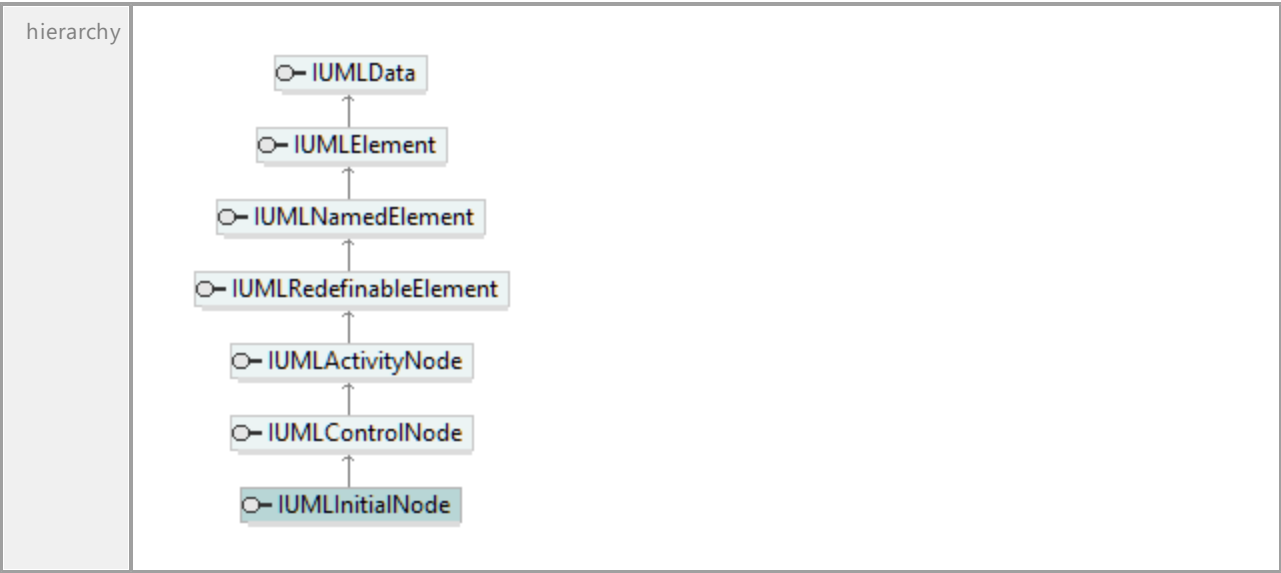 hierarchy
IUMLData
IUMLElement
IUMLNamedElement
IUMLRedefinableElement
IUMLActivityNode
IUMLControlNode
IUMLInitialNode